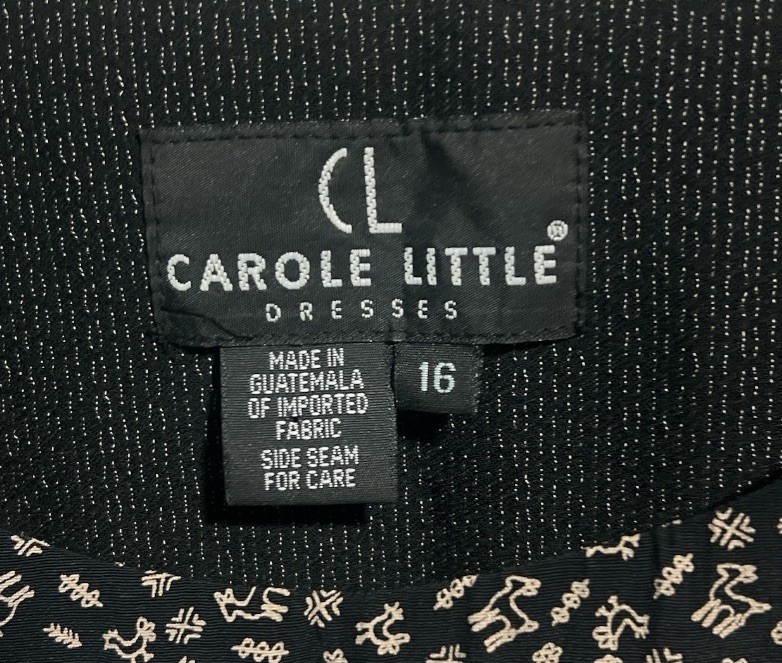 CL
CAROLE LITTLE®
DRESSES
MADE IN
GUATEMALA
OF IMPORTED
FABRIC
SIDE SEAM
FOR CARE
16